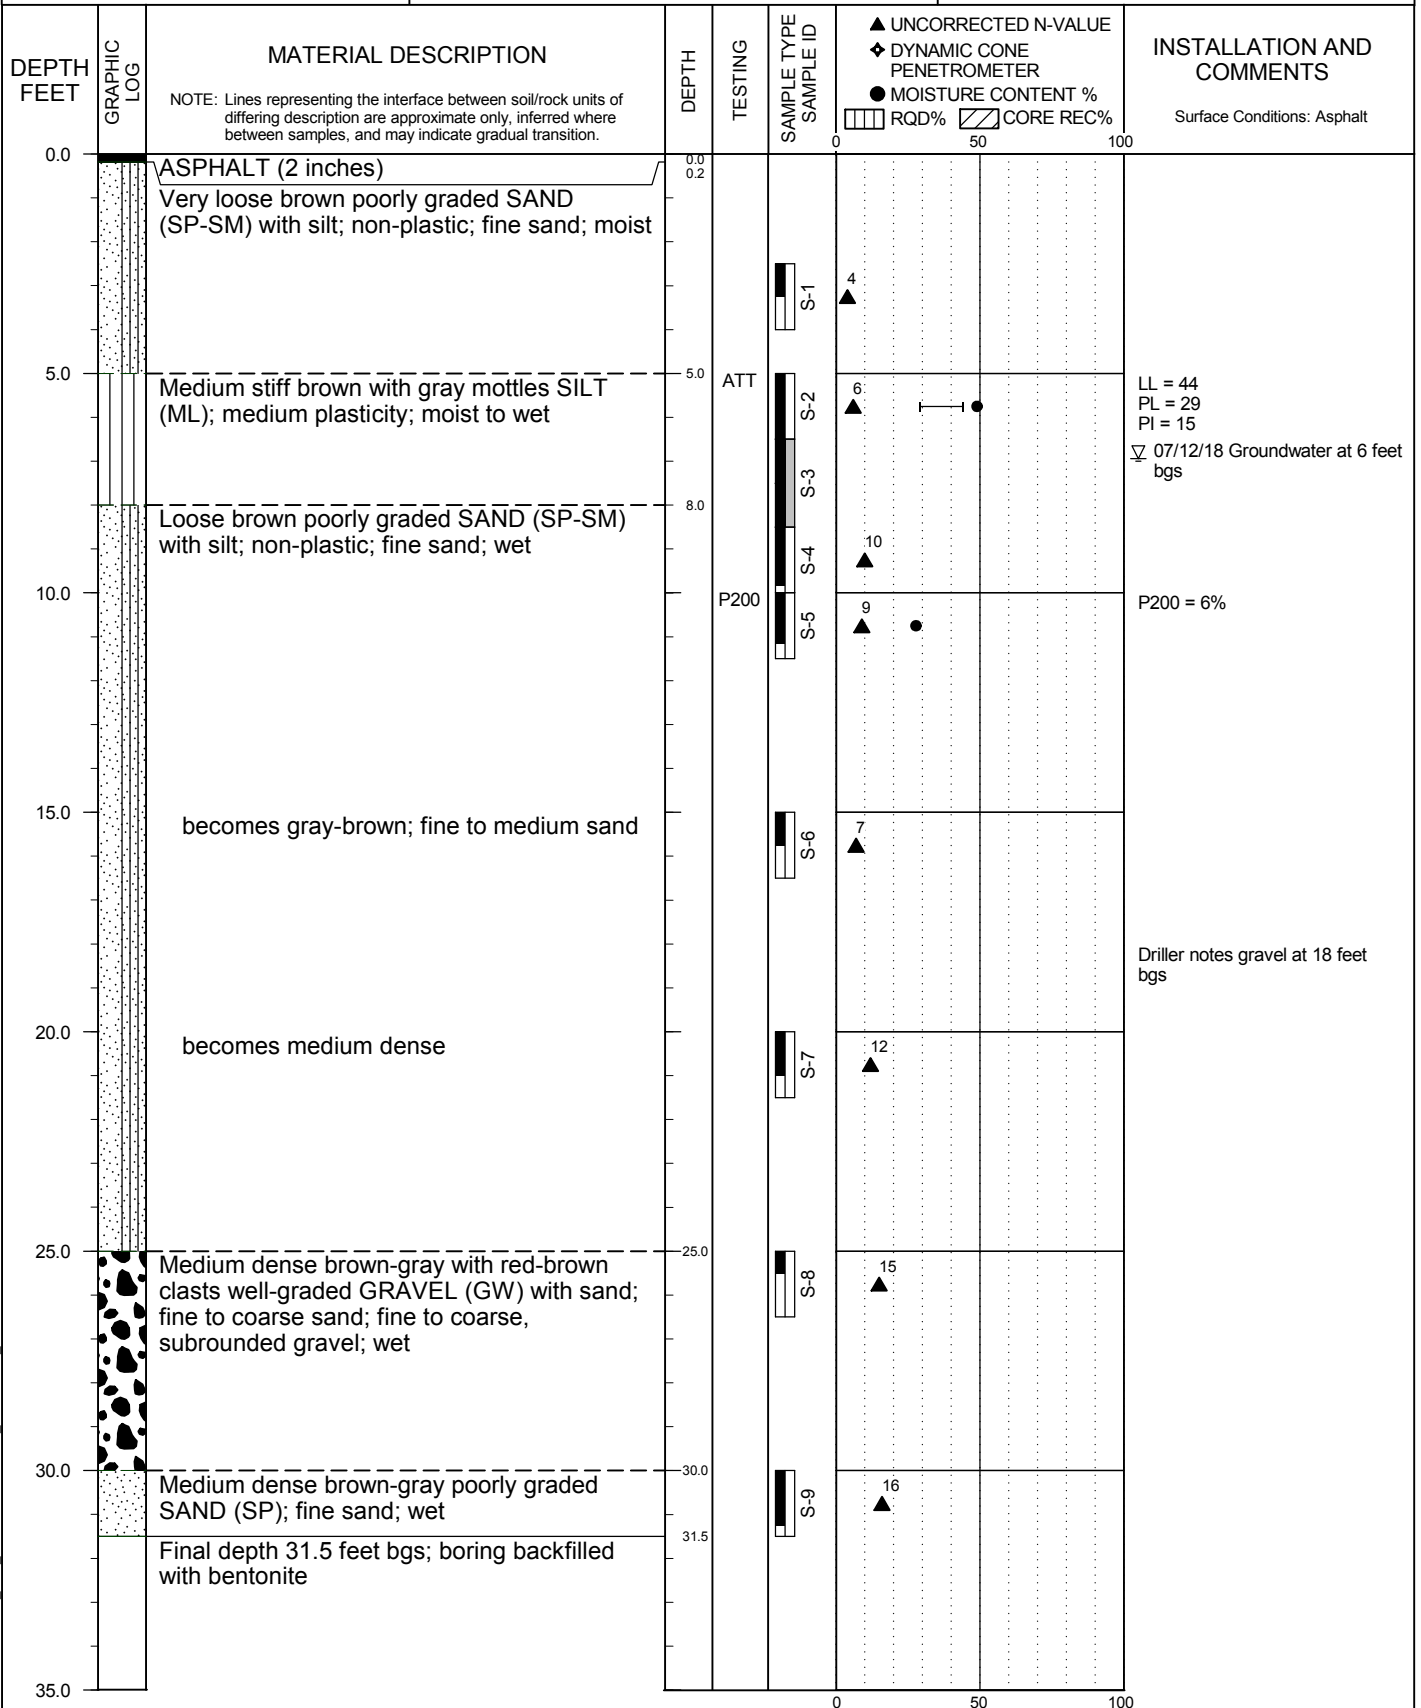 DEPTH
FEET
GRAPHIC
LOG
MATERIAL DESCRIPTION
NOTE: Lines representing the interface between soil/rock units of
differing description are approximate only, inferred where
between samples, and may indicate gradual transition.
DEPTH
TESTING
SAMPLE TYPE
SAMPLE ID
UNCORRECTED N-VALUE
DYNAMIC CONE
PENETROMETER
MOISTURE CONTENT %
RQD% CORE REC%
0 50 100
INSTALLATION AND
COMMENTS
Surface Conditions: Asphalt
0.0
ASPHALT (2 inches)
0.0
0.2
Very loose brown poorly graded SAND
(SP-SM) with silt; non-plastic; fine sand; moist
S-1
4
5.0
Medium stiff brown with gray mottles SILT
(ML); medium plasticity; moist to wet
5.0
ATT
S-2
6
LL = 44
PL = 29
PI = 15
07/12/18 Groundwater at 6 feet
bgs
S-3
8.0
Loose brown poorly graded SAND (SP-SM)
with silt; non-plastic; fine sand; wet
S-4
10
10.0
P200
S-5
9
P200 = 6%
15.0
becomes gray-brown; fine to medium sand
S-6
7
Driller notes gravel at 18 feet
bgs
20.0
becomes medium dense
S-7
12
25.0
Medium dense brown-gray with red-brown
clasts well-graded GRAVEL (GW) with sand;
fine to coarse sand; fine to coarse,
subrounded gravel; wet
25.0
S-8
15
30.0
Medium dense brown-gray poorly graded
SAND (SP); fine sand; wet
30.0
S-9
16
31.5
Final depth 31.5 feet bgs; boring backfilled
with bentonite
35.0
0 50 100